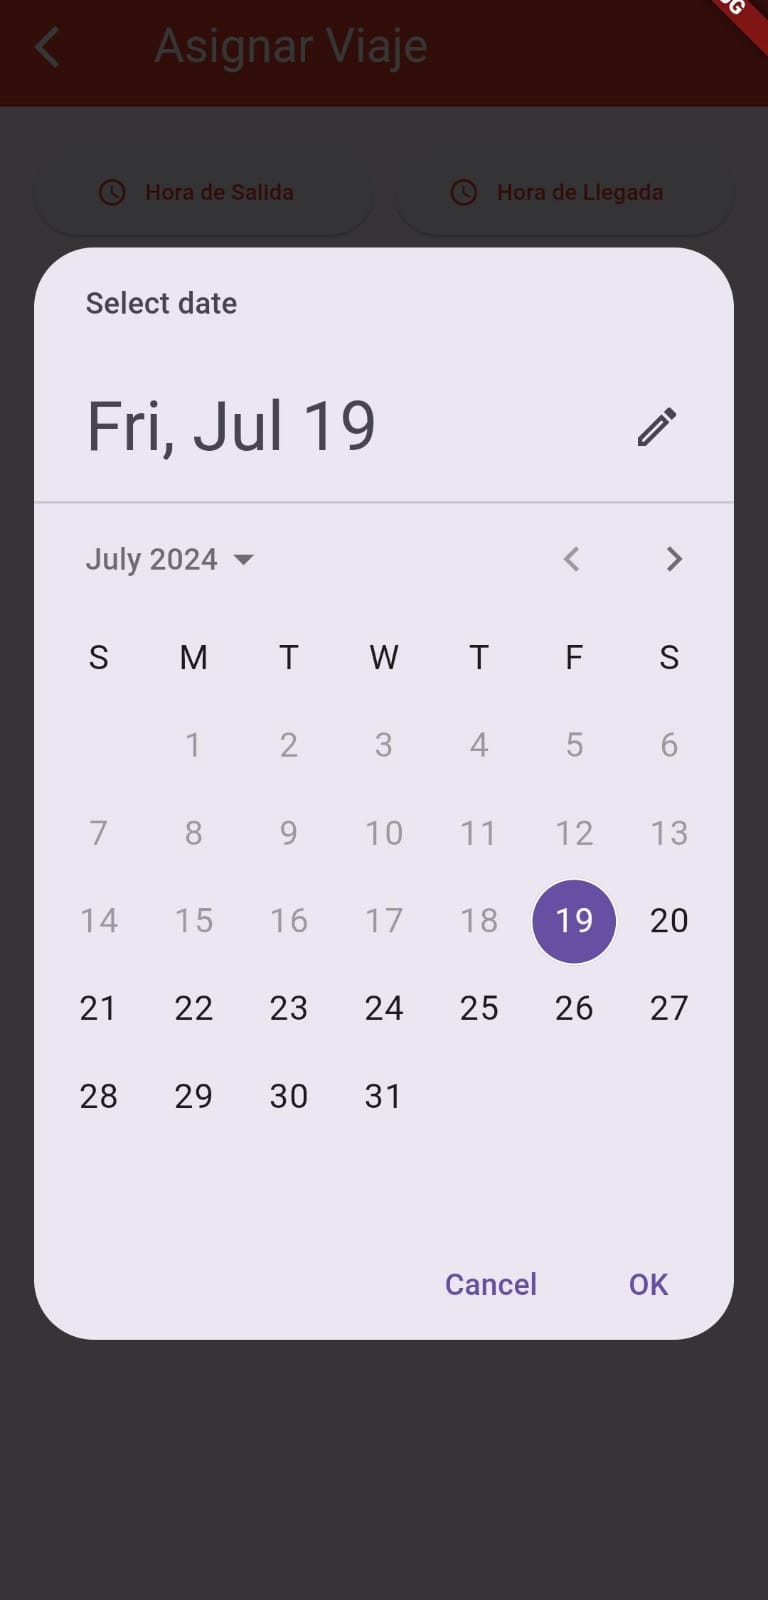 Asignar Viaje
Hora de Salida Hora de Llegada
Select date
Fri, Jul 19
July 2024
S M T W T F S
1 2 3 4 5 6
7 8 9 10 11 12 13
14 15 16 17 18 19 20
21 22 23 24 25 26 27
28 29 30 31
Cancel OK